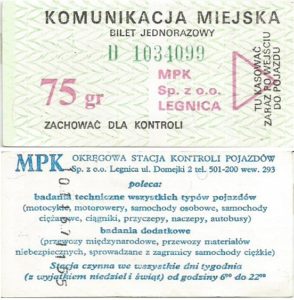 KOMUNIKACJA MIEJSKA
BILET JEDNORAZOWY
1034099
75 gr
MPK
Sp. z o.o.
LEGNICA
TU KASOWAĆ
ZARAZ PO WEJŚCIU
DO POJAZDU
ZACHOWAĆ DLA KONTROLI
MPK
OKRĘGOWA STACJA KONTROLI POJAZDÓW
Sp. z o.o. Legnica ul. Domejki 2 tel. 501-200 wew. 293
poleca:
badania techniczne wszystkich typów pojazdów
(motocykle, motorowery, samochody osobowe, samochody
ciężarowe, ciągniki, przyczepy, naczepy, autobusy)
badania dodatkowe
(przewozy międzynarodowe, przewozy materiałów
niebezpiecznych, sprowadzane z zagranicy samochody ciężkie)
Stacja czynna we wszystkie dni tygodnia
(z wyjątkiem niedziel i świąt) od godziny 6⁰⁰ do 22⁰⁰